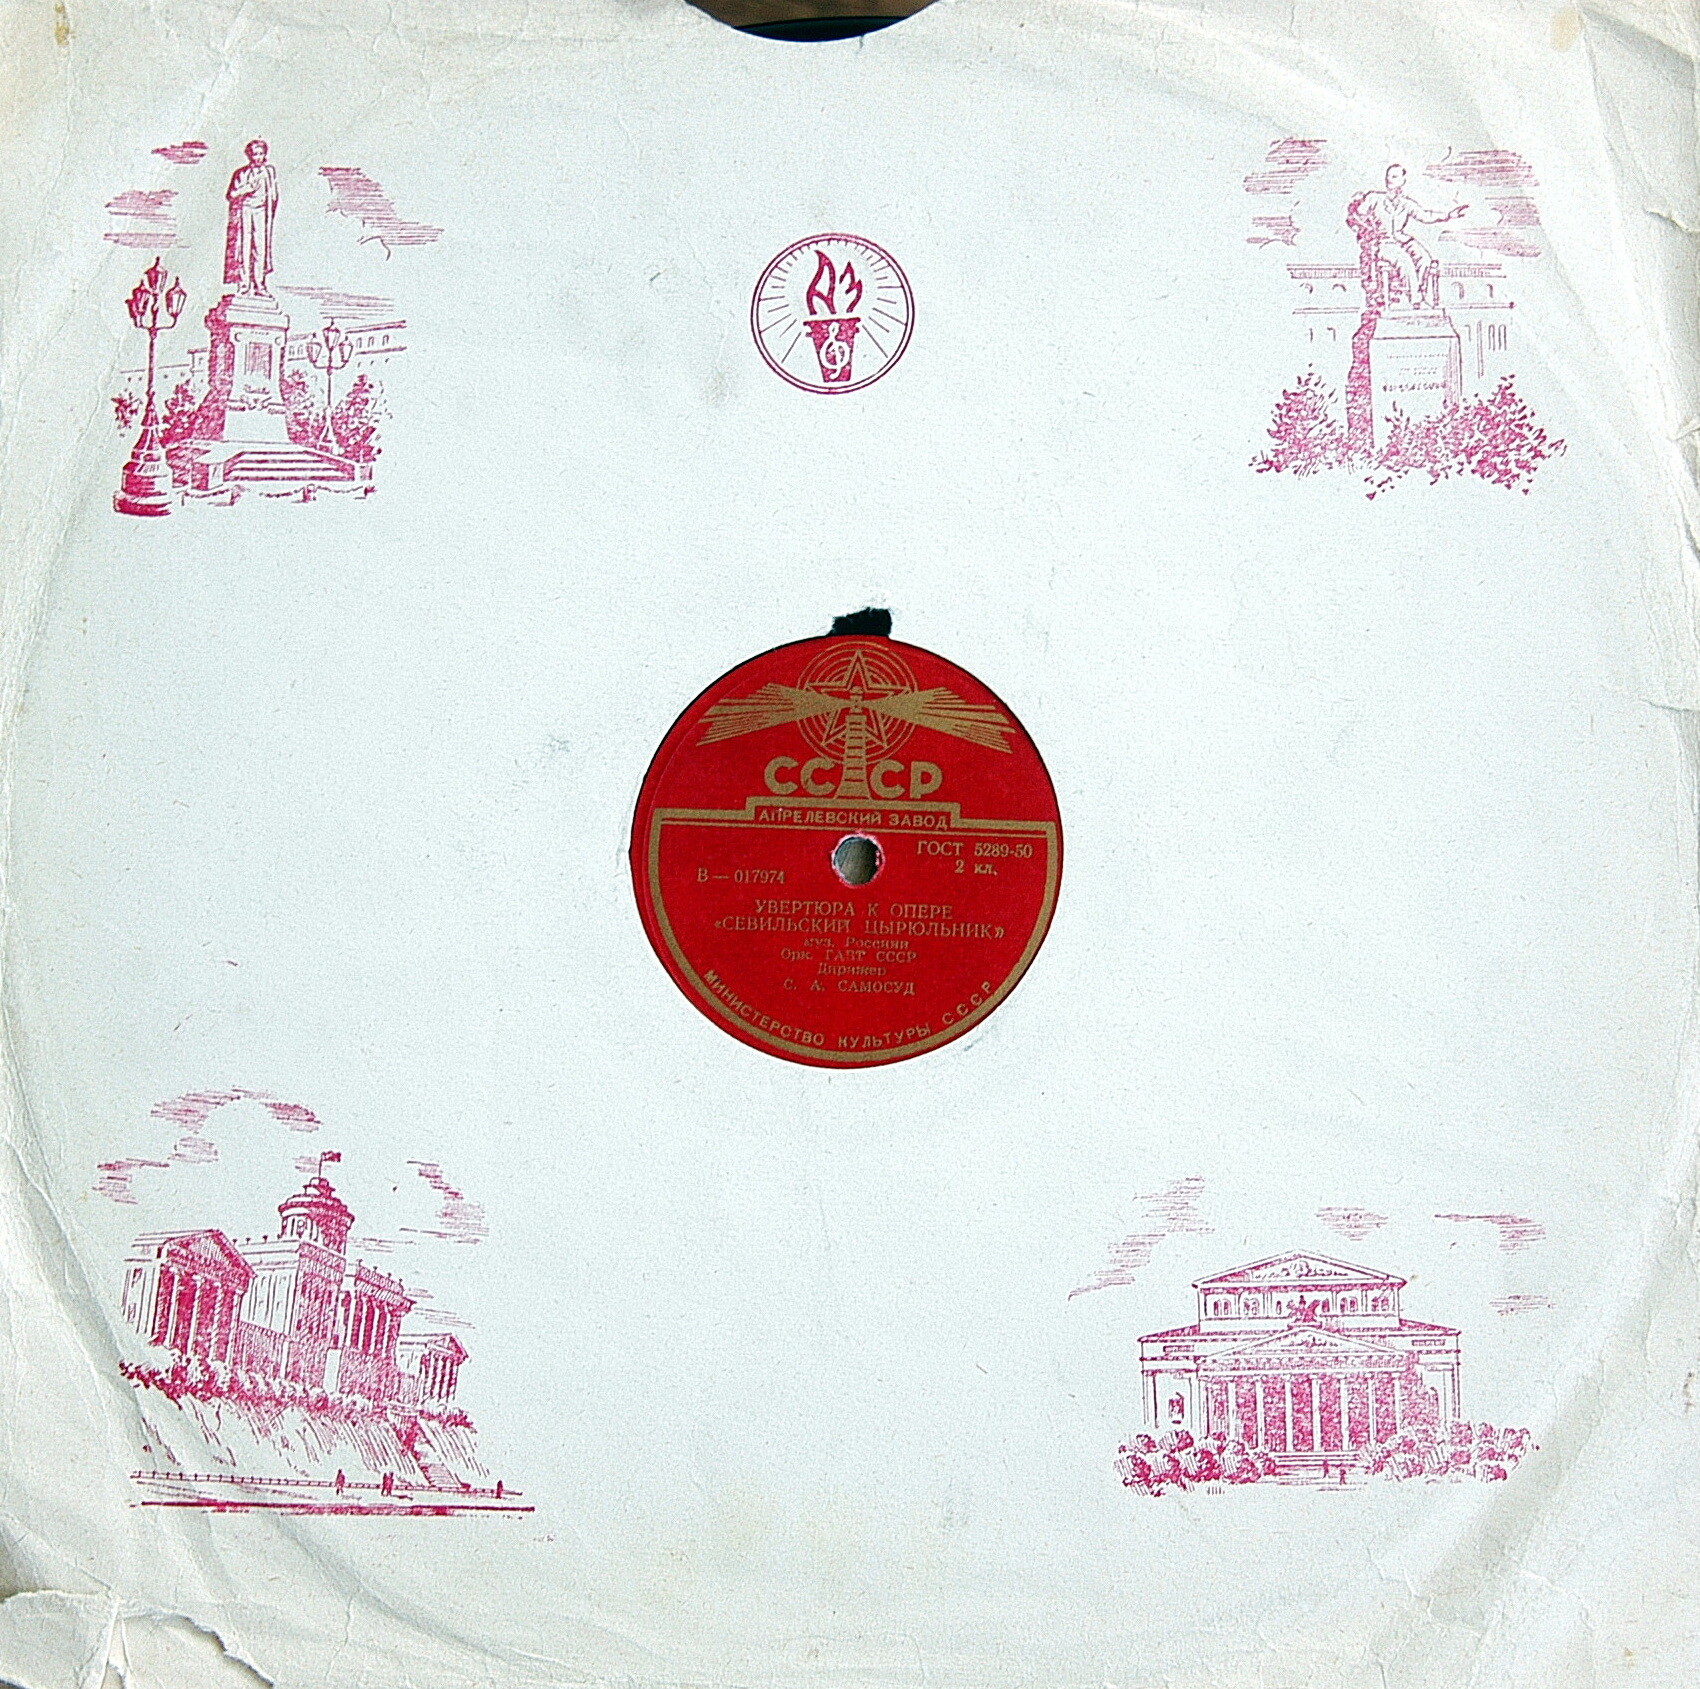 СССР
АПРЕЛЕВСКИЙ ЗАВОД
ГОСТ 5289-50
2 кл.
В — 017974
УВЕРТЮРА К ОПЕРЕ
«СЕВИЛЬСКИЙ ЦЫРЮЛЬНИК»
муз. Россини
Орк. ГАБТ СССР
Дирижер
С. А. САМОСУД
МИНИСТЕРСТВО КУЛЬТУРЫ СССР